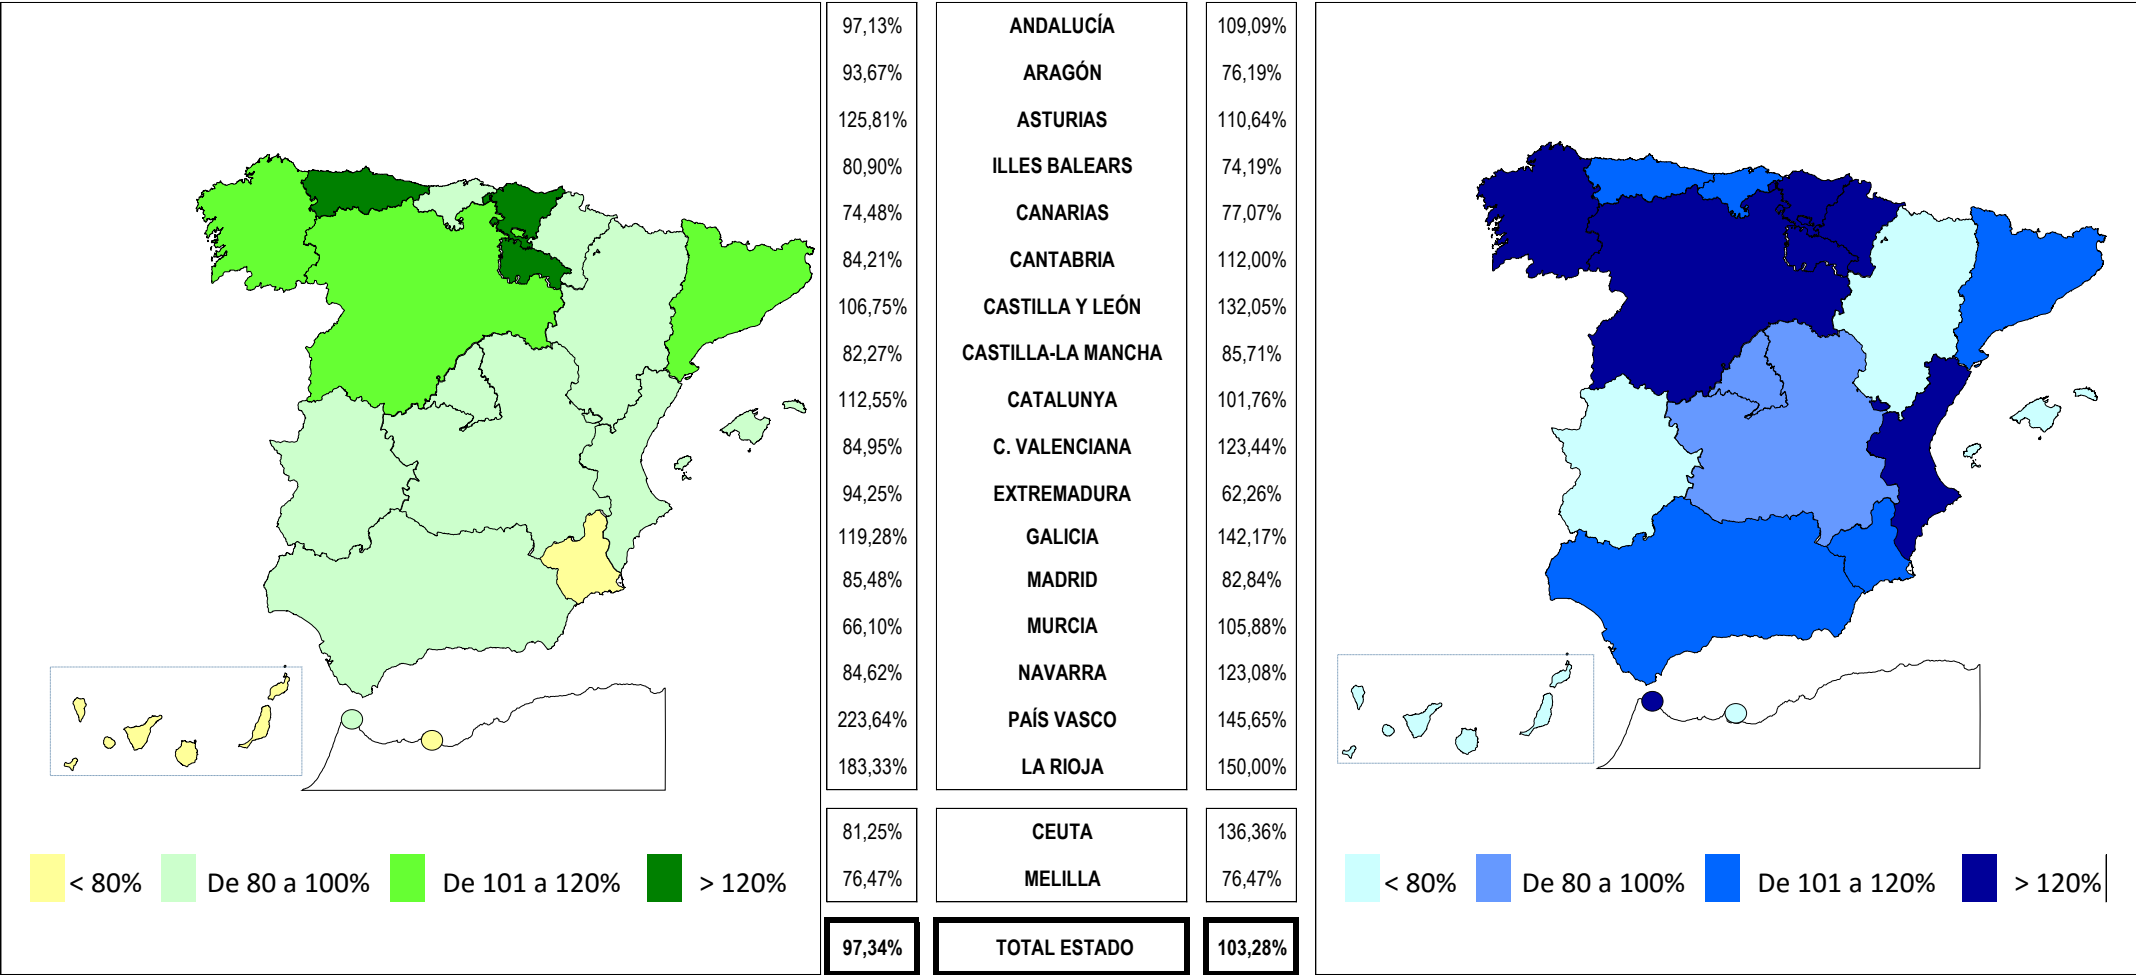 97,13% ANDALUCÍA 109,09%
93,67% ARAGÓN 76,19%
125,81% ASTURIAS 110,64%
80,90% ILLES BALEARS 74,19%
74,48% CANARIAS 77,07%
84,21% CANTABRIA 112,00%
106,75% CASTILLA Y LEÓN 132,05%
82,27% CASTILLA-LA MANCHA 85,71%
112,55% CATALUNYA 101,76%
84,95% C. VALENCIANA 123,44%
94,25% EXTREMADURA 62,26%
119,28% GALICIA 142,17%
85,48% MADRID 82,84%
66,10% MURCIA 105,88%
84,62% NAVARRA 123,08%
223,64% PAÍS VASCO 145,65%
183,33% LA RIOJA 150,00%
81,25% CEUTA 136,36%
76,47% MELILLA 76,47%
97,34% TOTAL ESTADO 103,28%
< 80% De 80 a 100% De 101 a 120% > 120%
< 80% De 80 a 100% De 101 a 120% > 120%